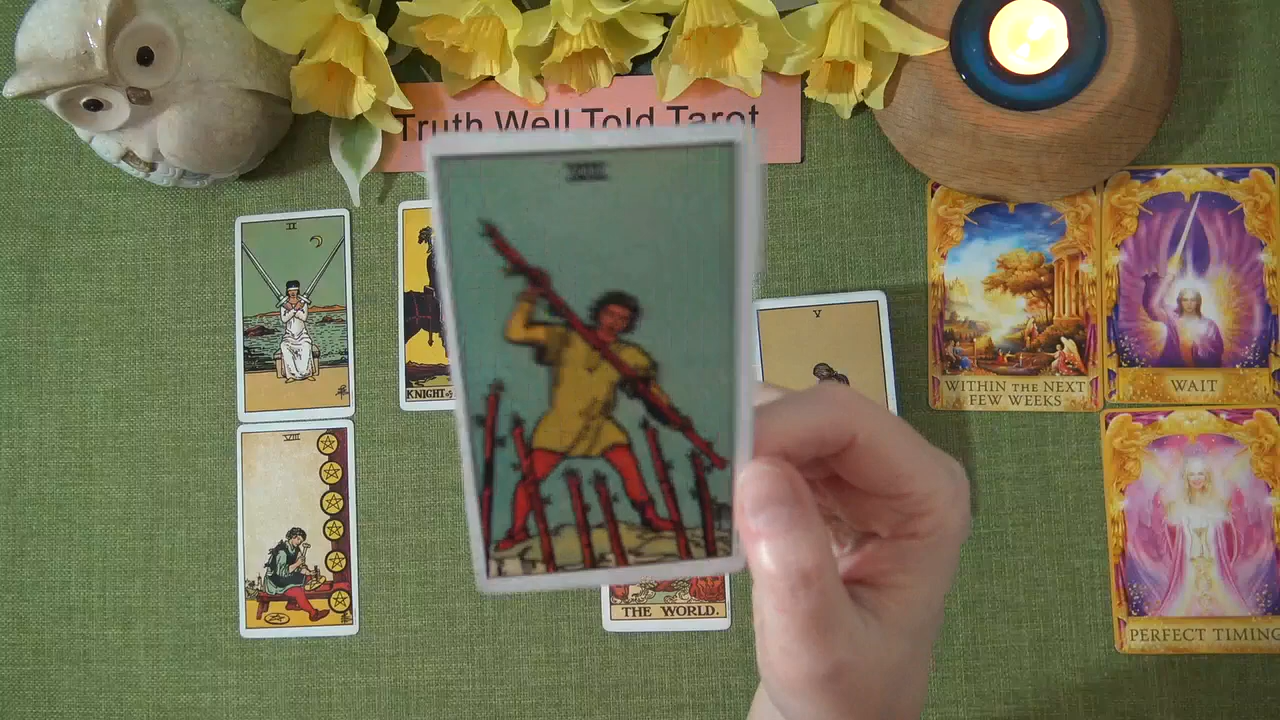 Truth Well Told Tarot
II
KNIGHT
V
WITHIN THE NEXT
FEW WEEKS
WAIT
VIII
THE WORLD.
PERFECT TIMING